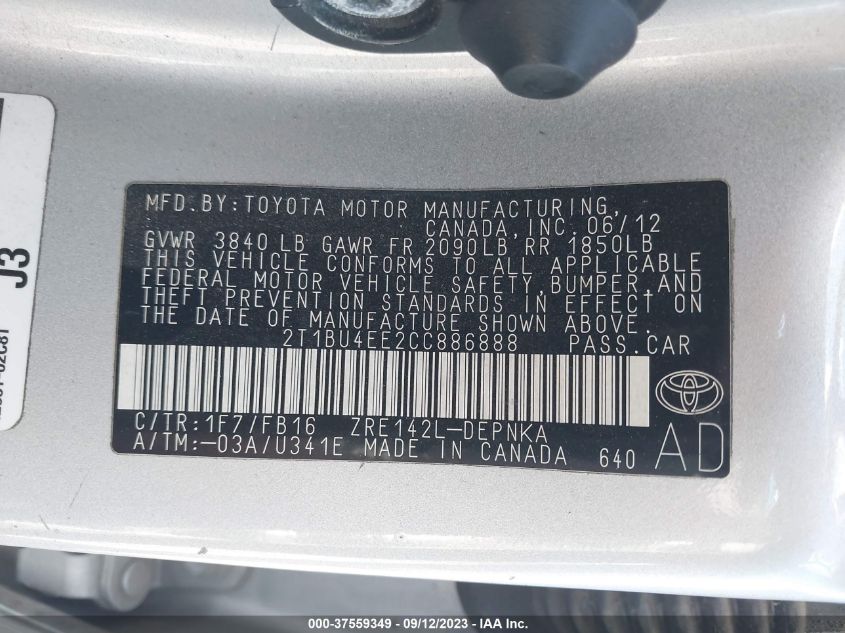 MFD.BY:TOYOTA MOTOR MANUFACTURING,
CANADA, INC. 06/12
GVWR 3840 LB GAWR FR 2090LB RR 1850LB
THIS VEHICLE CONFORMS TO ALL APPLICABLE
FEDERAL MOTOR VEHICLE SAFETY, BUMPER, AND
THEFT PREVENTION STANDARDS IN EFFECT ON
THE DATE OF MANUFACTURE SHOWN ABOVE.
2T1BU4EE2CC886888 PASS.CAR
C/TR:1F7/FB16 ZRE142L-DEPNKA
A/TM:-03A/U341E MADE IN CANADA 640
AD
J3
000-37559349 - 09/12/2023 - IAA Inc.